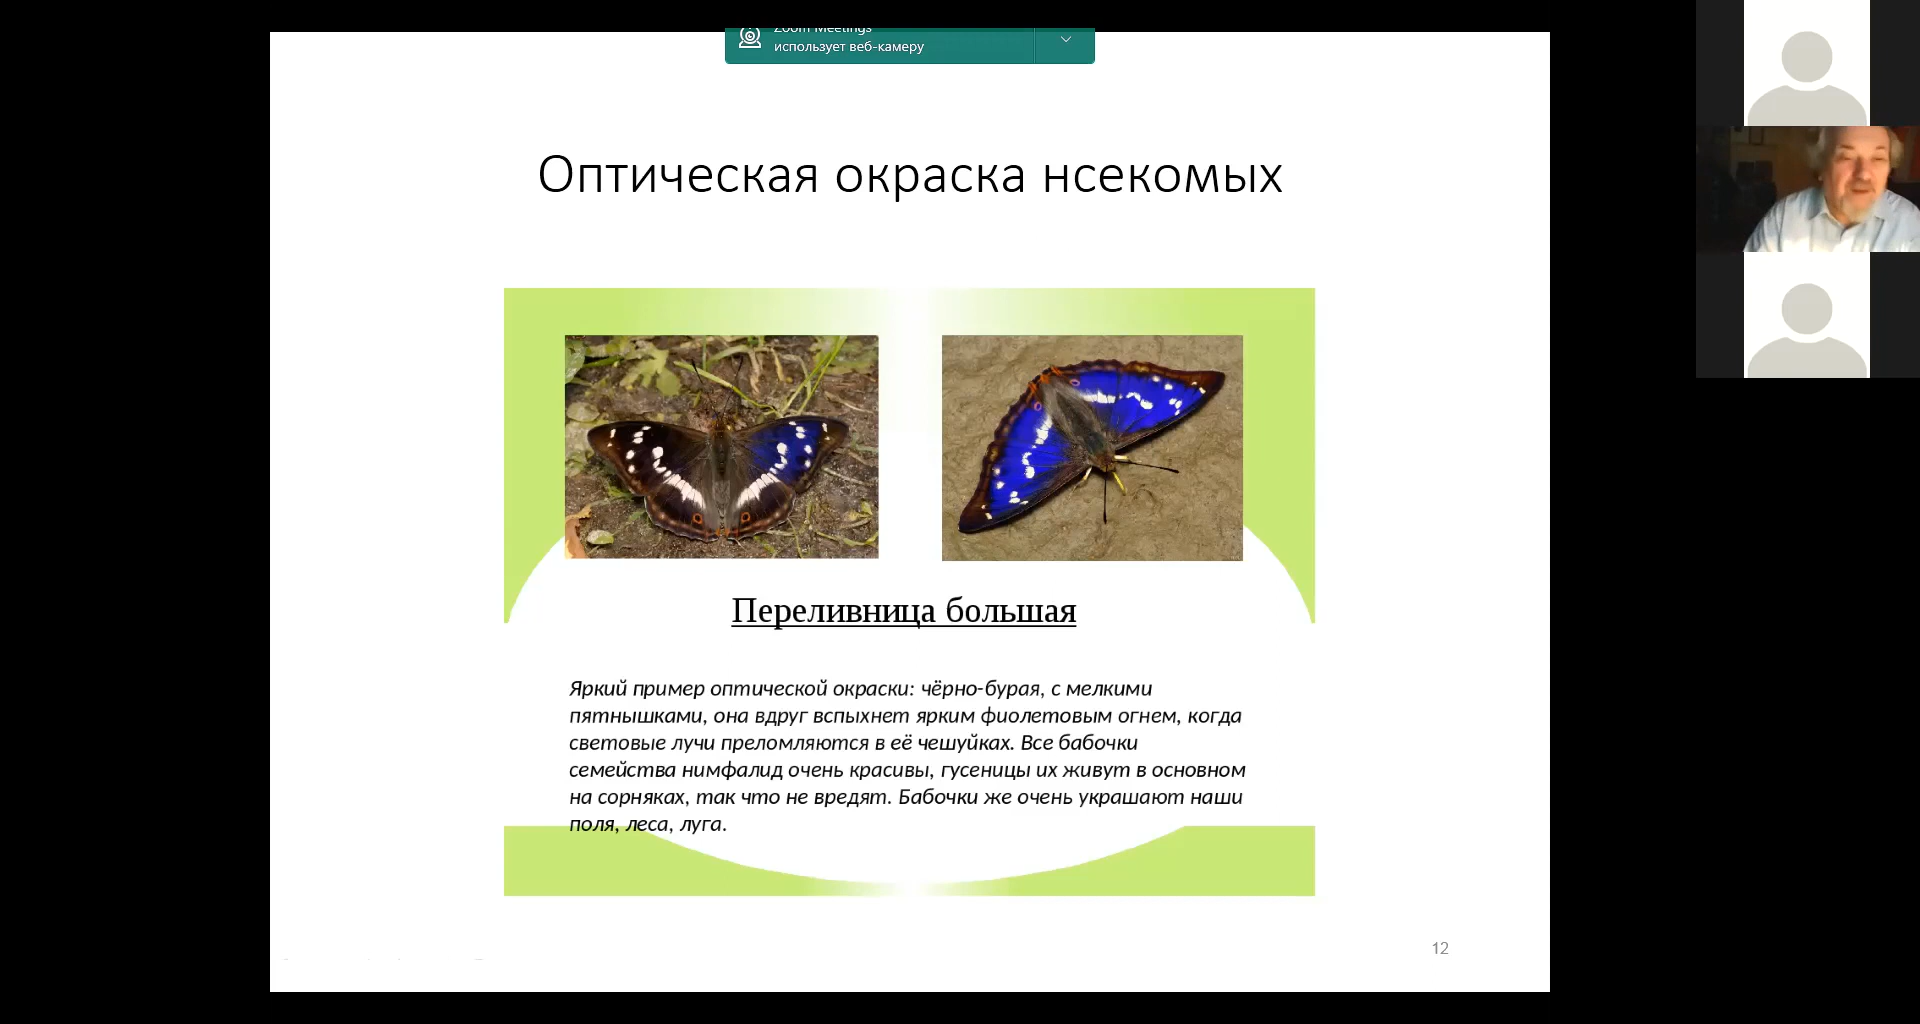 Zoom Meetings
использует веб-камеру
Оптическая окраска нсекомых
Переливница большая
Яркий пример оптической окраски: чёрно-бурая, с мелкими
пятнышками, она вдруг вспыхнет ярким фиолетовым огнем, когда
световые лучи преломляются в её чешуйках. Все бабочки
семейства нимфалид очень красивы, гусеницы их живут в основном
на сорняках, так что не вредят. Бабочки же очень украшают наши
поля, леса, луга.
12